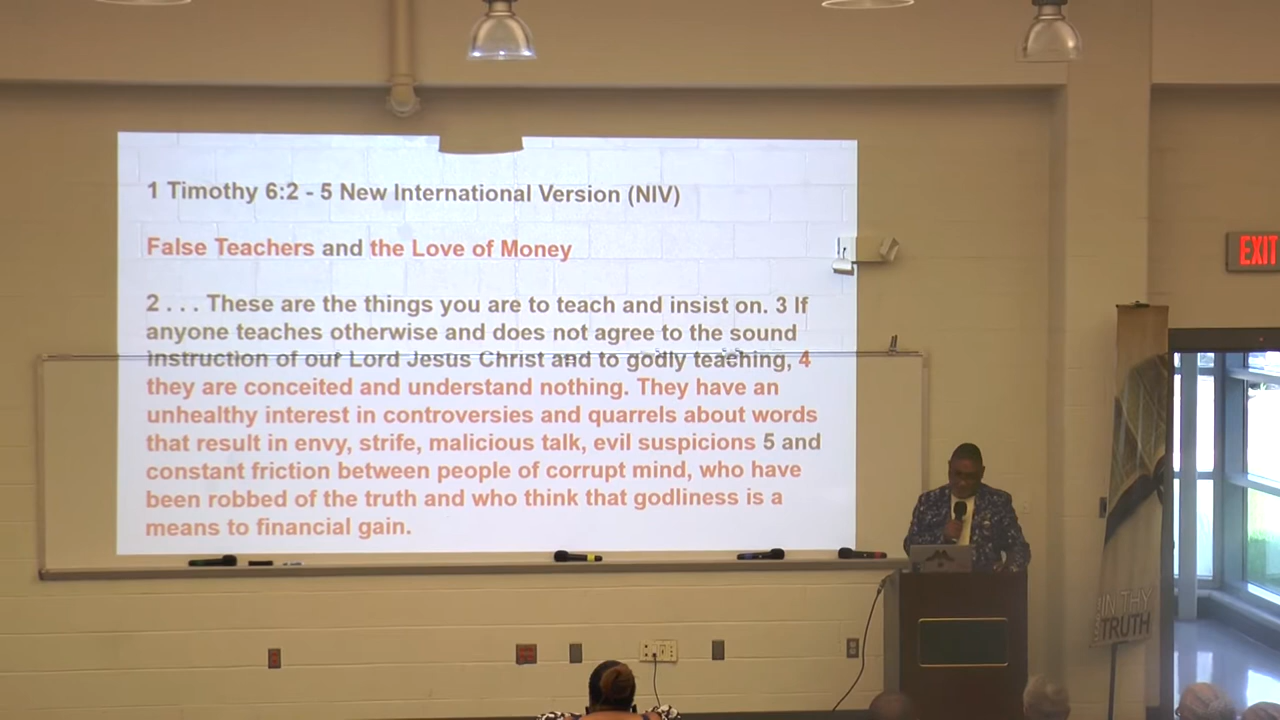 1 Timothy 6:2 - 5 New International Version (NIV)
False Teachers and the Love of Money
2 . . . These are the things you are to teach and insist on. 3 If
anyone teaches otherwise and does not agree to the sound
instruction of our Lord Jesus Christ and to godly teaching, 4
they are conceited and understand nothing. They have an
unhealthy interest in controversies and quarrels about words
that result in envy, strife, malicious talk, evil suspicions 5 and
constant friction between people of corrupt mind, who have
been robbed of the truth and who think that godliness is a
means to financial gain.
EXIT
IN THY
TRUTH